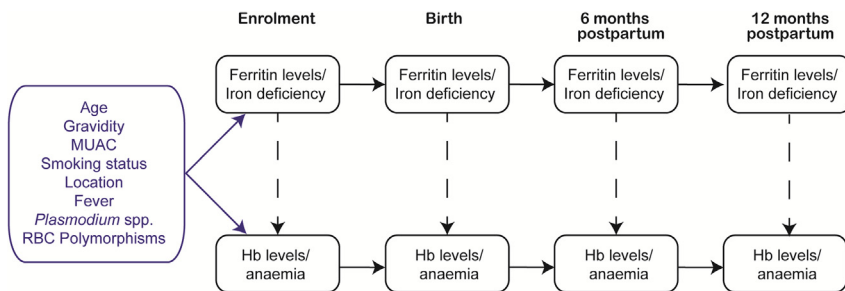 Enrolment
Birth
6 months
postpartum
12 months
postpartum
Ferritin levels/
Iron deficiency
Ferritin levels/
Iron deficiency
Ferritin levels/
Iron deficiency
Ferritin levels/
Iron deficiency
Age
Gravidity
MUAC
Smoking status
Location
Fever
Plasmodium spp.
RBC Polymorphisms
Hb levels/
anaemia
Hb levels/
anaemia
Hb levels/
anaemia
Hb levels/
anaemia